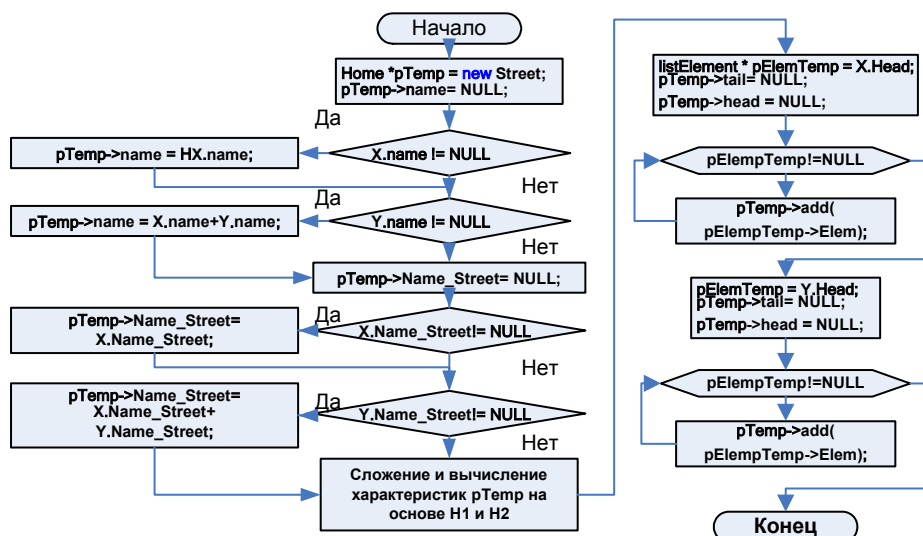 Начало
Home *pTemp = new Street;
pTemp->name= NULL;
Да
X.name != NULL
pTemp->name = HX.name;
Нет
Да
Y.name != NULL
pTemp->name = X.name+Y.name;
Нет
pTemp->Name_Street= NULL;
Да
X.Name_Street!= NULL
pTemp->Name_Street=
X.Name_Street;
Нет
Да
Y.Name_Street!= NULL
pTemp->Name_Street=
X.Name_Street+
Y.Name_Street;
Нет
Сложение и вычисление
характеристик pTemp на
основе H1 и H2
listElement * pElemTemp = X.Head;
pTemp->tail= NULL;
pTemp->head = NULL;
pElempTemp!=NULL
pTemp->add(
pElempTemp->Elem);
pElemTemp = Y.Head;
pTemp->tail= NULL;
pTemp->head = NULL;
pElempTemp!=NULL
pTemp->add(
pElempTemp->Elem);
Конец